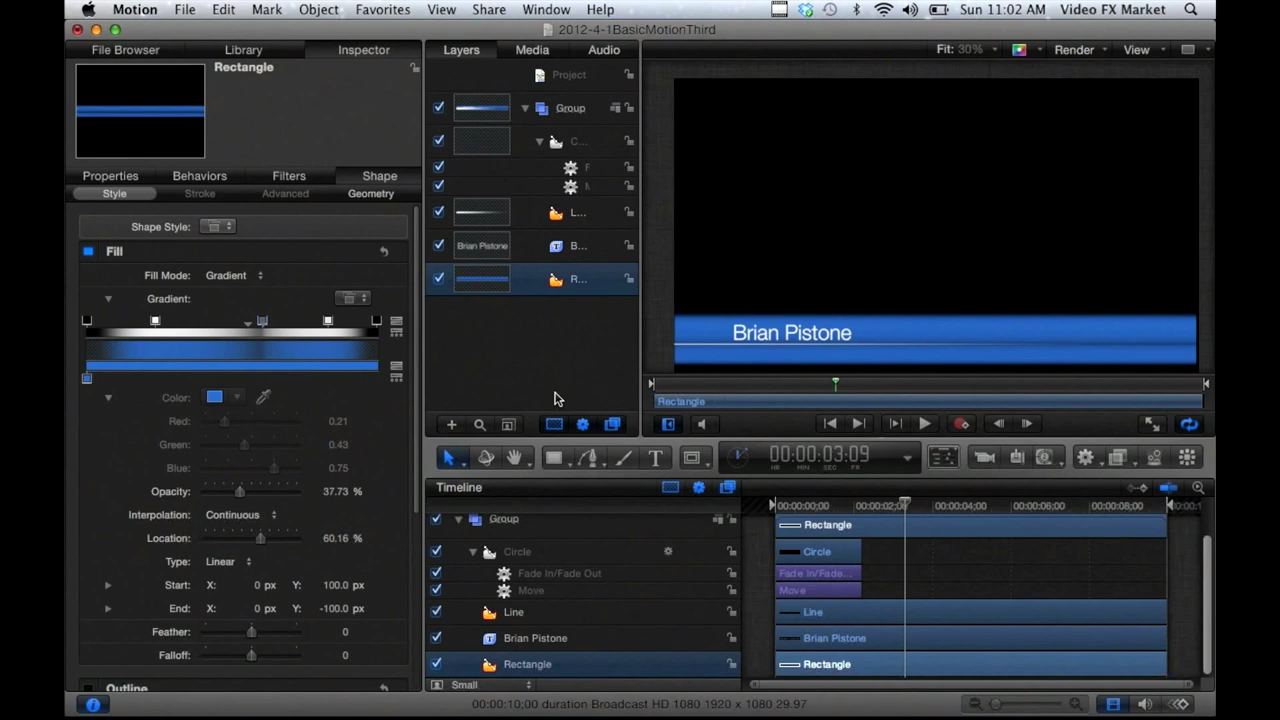 Motion File Edit Mark Object Favorites View Share Window Help Sun 11:02 AM Video FX Market
2012-4-1BasicMotionThird
File Browser Library Inspector Layers Media Audio Fit: 30% Render View
Rectangle
Project
Group
C...
F
M
L...
Brian Pistone B...
R...
Properties Behaviors Filters Shape
Style Stroke Advanced Geometry
Shape Style:
Fill
Fill Mode: Gradient
Gradient:
Color:
Red: 0.21
Green: 0.43
Blue: 0.75
Opacity: 37.73 %
Interpolation: Continuous
Location: 60.16 %
Type: Linear
Start: X: 0 px Y: 100.0 px
End: X: 0 px Y: -100.0 px
Feather: 0
Falloff: 0
Outline
Brian Pistone
Rectangle
00:00:03;09
HR MIN SEC FR
Timeline
00:00:00;00 00:00:02;0 00:00:04;00 00:00:06;00 00:00:08;00 00:00:1
Group Rectangle
Circle Circle
Fade In/Fade Out Fade In/Fade...
Move Move
Line Line
Brian Pistone Brian Pistone
Rectangle Rectangle
Small
00:00:10;00 duration Broadcast HD 1080 1920 x 1080 29.97